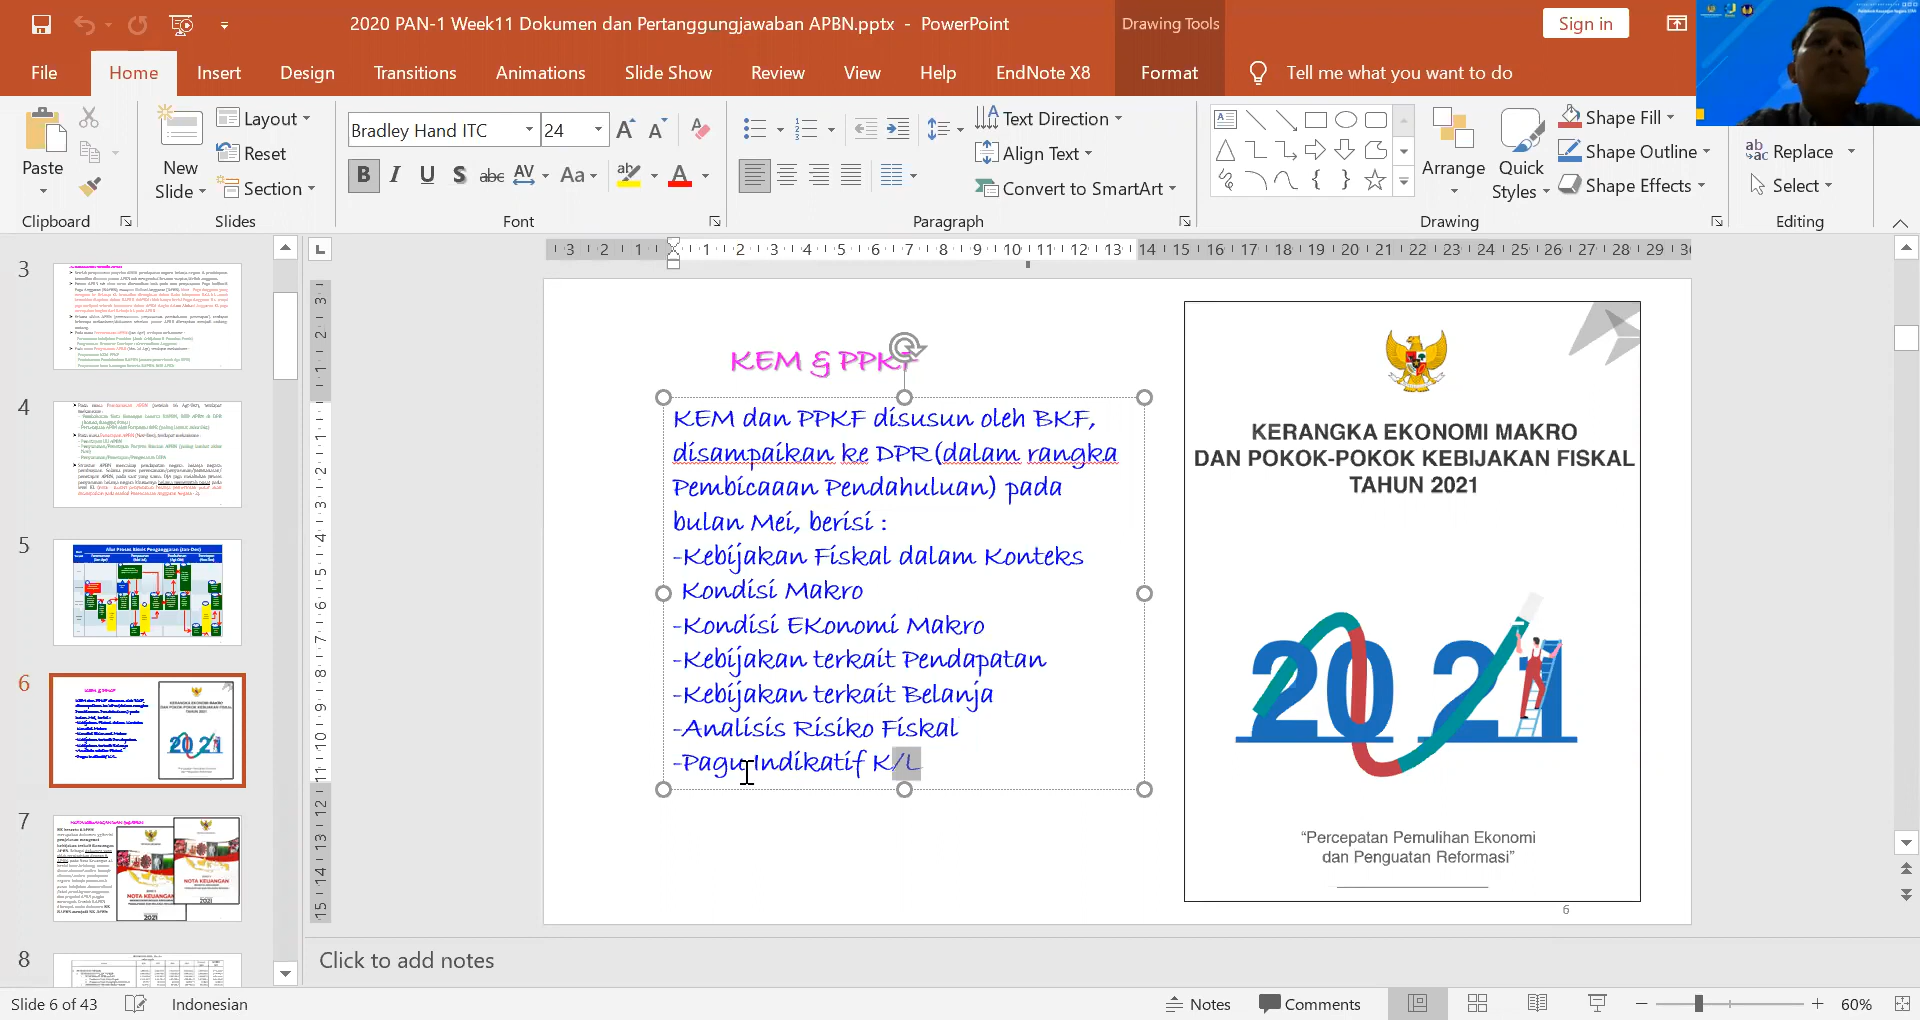 2020 PAN-1 Week11 Dokumen dan Pertanggungjawaban APBN.pptx - PowerPoint
Drawing Tools
Sign in
File Home Insert Design Transitions Animations Slide Show Review View Help EndNote X8 Format Tell me what you want to do
Paste
Clipboard
New Slide
Layout
Reset
Section
Slides
Bradley Hand ITC 24
B I U S abc AV Aa A
Font
Text Direction
Align Text
Convert to SmartArt
Paragraph
Arrange
Quick Styles
Shape Fill
Shape Outline
Shape Effects
Drawing
Replace
Select
Editing
3
4
5
6
7
8
KEM & PPKF
KEM dan PPKF disusun oleh BKF,
disampaikan ke DPR(dalam rangka
Pembicaaan Pendahuluan) pada
bulan Mei, berisi :
-Kebijakan Fiskal dalam Konteks
Kondisi Makro
-Kondisi EKonomi Makro
-Kebijakan terkait Pendapatan
-Kebijakan terkait Belanja
-Analisis Risiko Fiskal
-Pagu Indikatif K/L
KERANGKA EKONOMI MAKRO
DAN POKOK-POKOK KEBIJAKAN FISKAL
TAHUN 2021
2021
“Percepatan Pemulihan Ekonomi
dan Penguatan Reformasi”
6
Click to add notes
Slide 6 of 43 Indonesian Notes Comments 60%